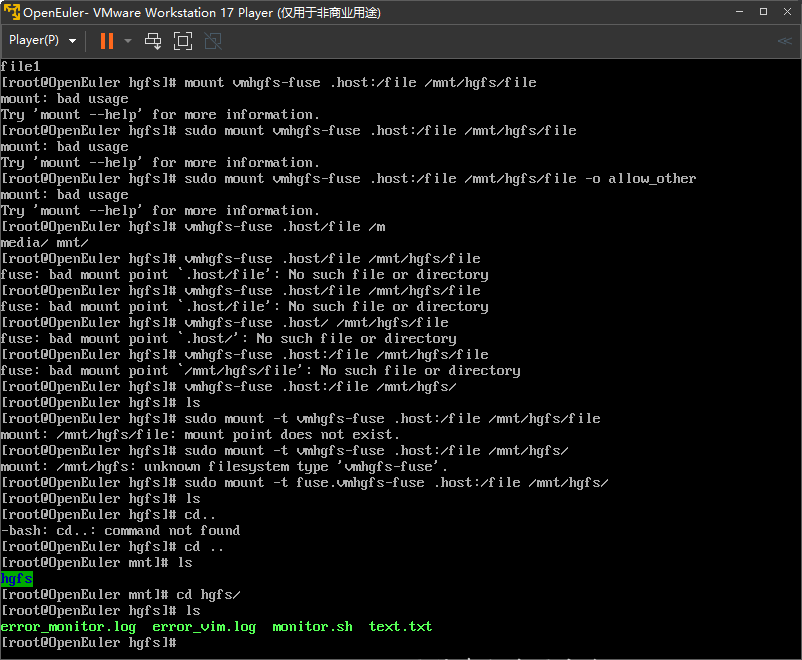 OpenEuler- VMware Workstation 17 Player (仅用于非商业用途)
Player(P)
file1
[root@OpenEuler hgfs]# mount vmhgfs-fuse .host:/file /mnt/hgfs/file
mount: bad usage
Try 'mount --help' for more information.
[root@OpenEuler hgfs]# sudo mount vmhgfs-fuse .host:/file /mnt/hgfs/file
mount: bad usage
Try 'mount --help' for more information.
[root@OpenEuler hgfs]# sudo mount vmhgfs-fuse .host:/file /mnt/hgfs/file -o allow_other
mount: bad usage
Try 'mount --help' for more information.
[root@OpenEuler hgfs]# vmhgfs-fuse .host/file /m
media/ mnt/
[root@OpenEuler hgfs]# vmhgfs-fuse .host/file /mnt/hgfs/file
fuse: bad mount point `.host/file': No such file or directory
[root@OpenEuler hgfs]# vmhgfs-fuse .host/file /mnt/hgfs/file
fuse: bad mount point `.host/file': No such file or directory
[root@OpenEuler hgfs]# vmhgfs-fuse .host/ /mnt/hgfs/file
fuse: bad mount point `.host/': No such file or directory
[root@OpenEuler hgfs]# vmhgfs-fuse .host:/file /mnt/hgfs/file
fuse: bad mount point `/mnt/hgfs/file': No such file or directory
[root@OpenEuler hgfs]# vmhgfs-fuse .host:/file /mnt/hgfs/
[root@OpenEuler hgfs]# ls
[root@OpenEuler hgfs]# sudo mount -t vmhgfs-fuse .host:/file /mnt/hgfs/file
mount: /mnt/hgfs/file: mount point does not exist.
[root@OpenEuler hgfs]# sudo mount -t vmhgfs-fuse .host:/file /mnt/hgfs/
mount: /mnt/hgfs: unknown filesystem type 'vmhgfs-fuse'.
[root@OpenEuler hgfs]# sudo mount -t fuse.vmhgfs-fuse .host:/file /mnt/hgfs/
[root@OpenEuler hgfs]# ls
[root@OpenEuler hgfs]# cd..
-bash: cd..: command not found
[root@OpenEuler hgfs]# cd ..
[root@OpenEuler mnt]# ls
hgfs
[root@OpenEuler mnt]# cd hgfs/
[root@OpenEuler hgfs]# ls
error_monitor.log  error_vim.log  monitor.sh  text.txt
[root@OpenEuler hgfs]#